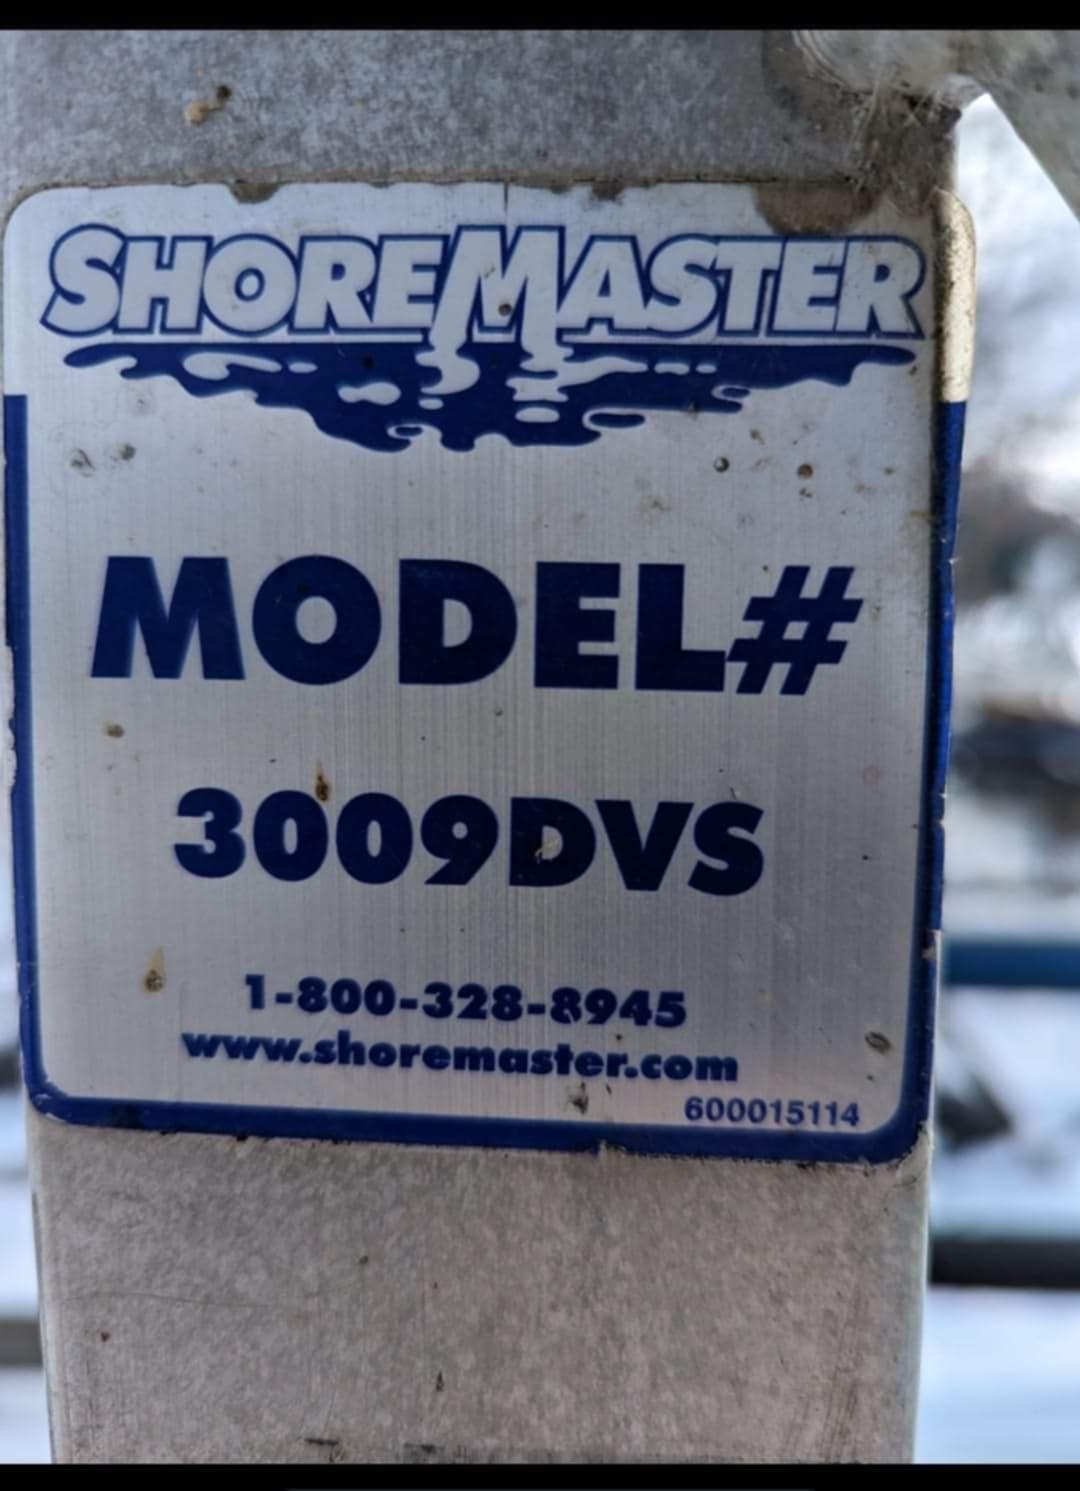 SHOREMASTER
MODEL#
3009DVS
1-800-328-8945
www.shoremaster.com
600015114